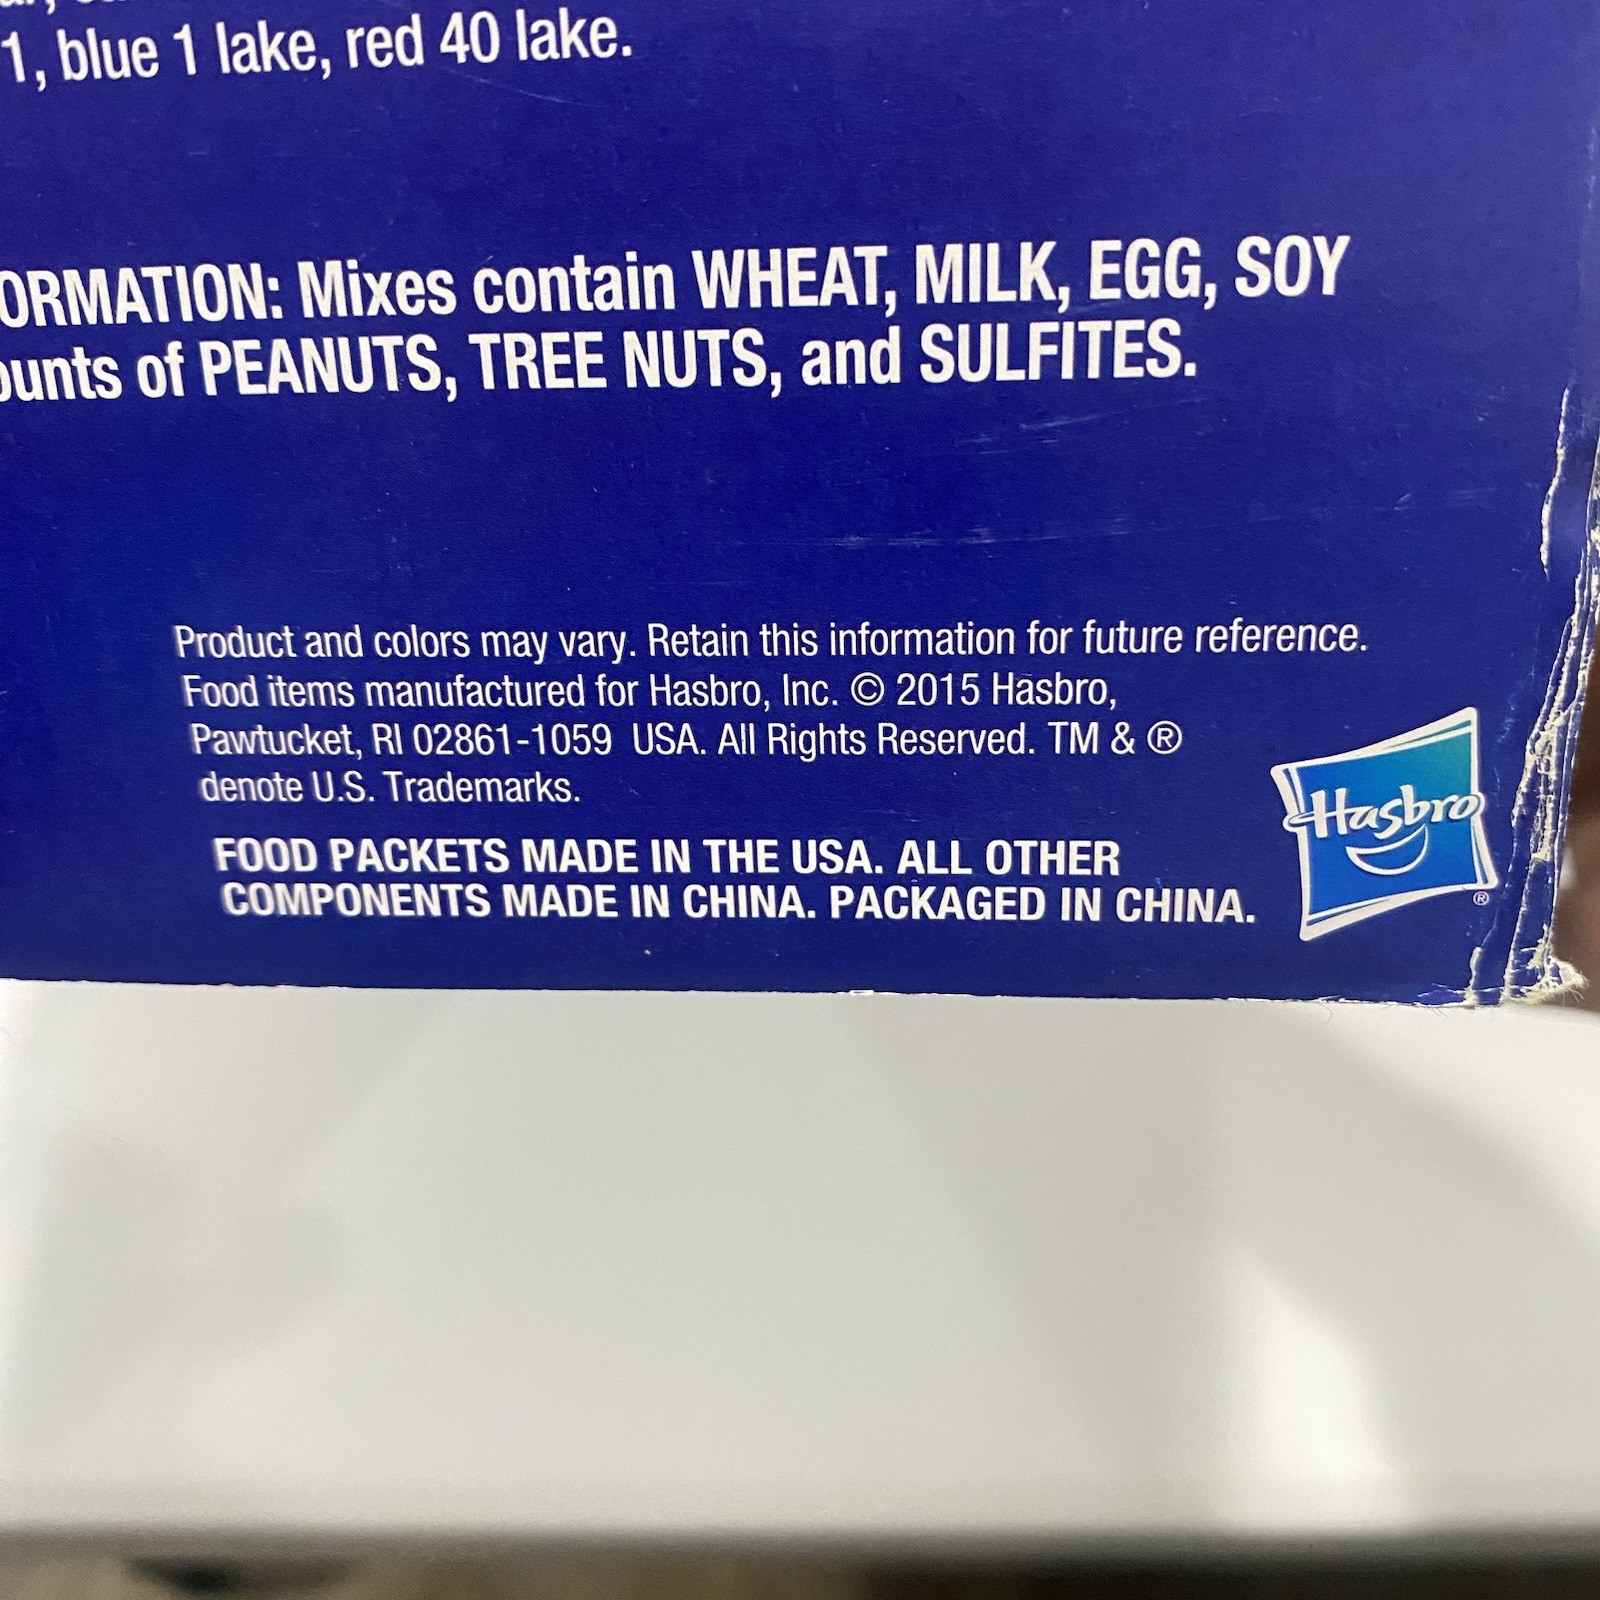 1, blue 1 lake, red 40 lake.
ORMATION: Mixes contain WHEAT, MILK, EGG, SOY
ounts of PEANUTS, TREE NUTS, and SULFITES.
Product and colors may vary. Retain this information for future reference.
Food items manufactured for Hasbro, Inc. © 2015 Hasbro,
Pawtucket, RI 02861-1059 USA. All Rights Reserved. TM & ®
denote U.S. Trademarks.
Hasbro
®
FOOD PACKETS MADE IN THE USA. ALL OTHER
COMPONENTS MADE IN CHINA. PACKAGED IN CHINA.